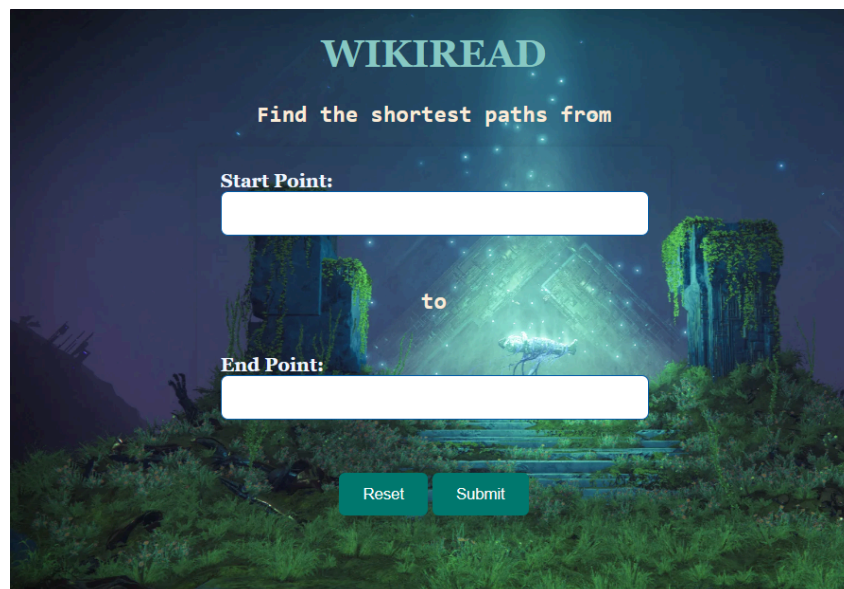 WIKIREAD
Find the shortest paths from
Start Point:
to
End Point:
Reset Submit